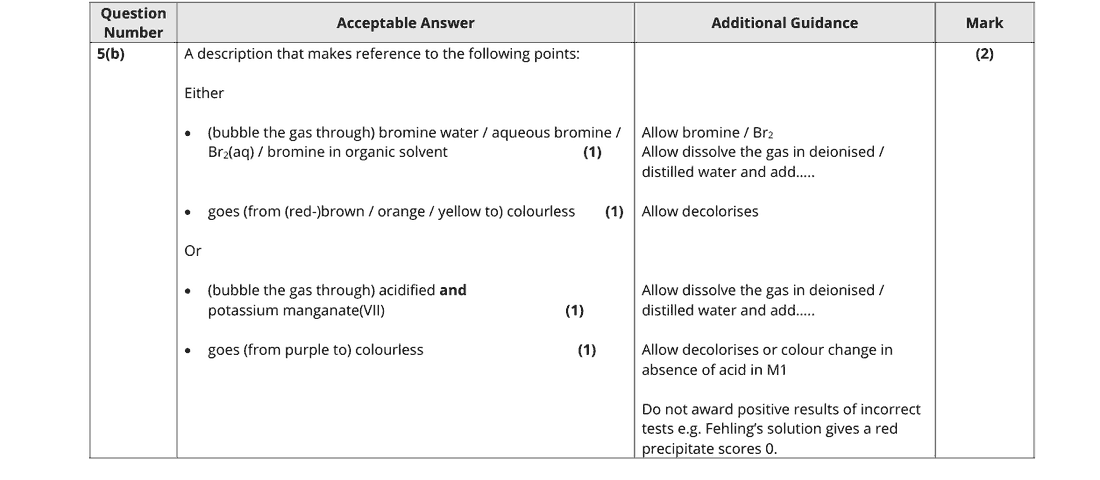 Question Number
Acceptable Answer
Additional Guidance
Mark
5(b)
A description that makes reference to the following points:
(2)
Either
• (bubble the gas through) bromine water / aqueous bromine /
Br₂(aq) / bromine in organic solvent (1)
Allow bromine / Br₂
Allow dissolve the gas in deionised /
distilled water and add.....
• goes (from (red-)brown / orange / yellow to) colourless (1)
Allow decolorises
Or
• (bubble the gas through) acidified and
potassium manganate(VII) (1)
Allow dissolve the gas in deionised /
distilled water and add.....
• goes (from purple to) colourless (1)
Allow decolorises or colour change in
absence of acid in M1
Do not award positive results of incorrect
tests e.g. Fehling’s solution gives a red
precipitate scores 0.